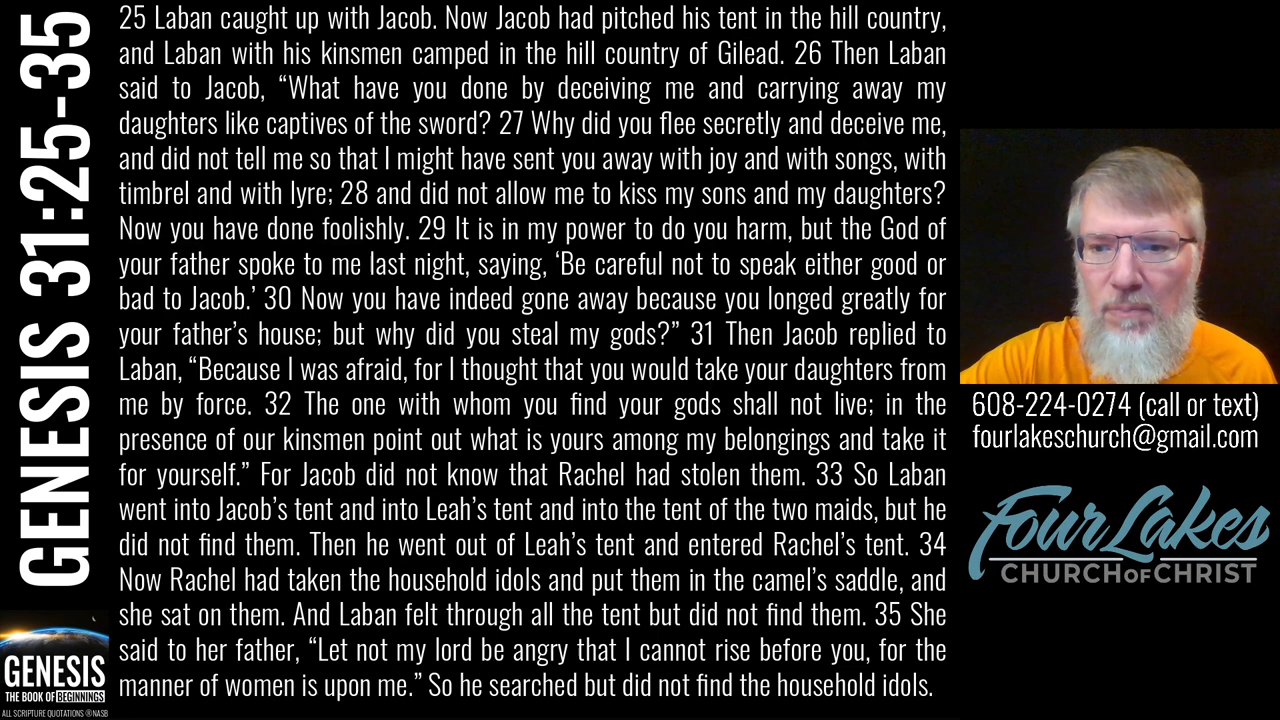 GENESIS 31:25-35
25 Laban caught up with Jacob. Now Jacob had pitched his tent in the hill country,
and Laban with his kinsmen camped in the hill country of Gilead. 26 Then Laban
said to Jacob, “What have you done by deceiving me and carrying away my
daughters like captives of the sword? 27 Why did you flee secretly and deceive me,
and did not tell me so that I might have sent you away with joy and with songs, with
timbrel and with lyre; 28 and did not allow me to kiss my sons and my daughters?
Now you have done foolishly. 29 It is in my power to do you harm, but the God of
your father spoke to me last night, saying, ‘Be careful not to speak either good or
bad to Jacob.’ 30 Now you have indeed gone away because you longed greatly for
your father’s house; but why did you steal my gods?” 31 Then Jacob replied to
Laban, “Because I was afraid, for I thought that you would take your daughters from
me by force. 32 The one with whom you find your gods shall not live; in the
presence of our kinsmen point out what is yours among my belongings and take it
for yourself.” For Jacob did not know that Rachel had stolen them. 33 So Laban
went into Jacob’s tent and into Leah’s tent and into the tent of the two maids, but he
did not find them. Then he went out of Leah’s tent and entered Rachel’s tent. 34
Now Rachel had taken the household idols and put them in the camel’s saddle, and
she sat on them. And Laban felt through all the tent but did not find them. 35 She
said to her father, “Let not my lord be angry that I cannot rise before you, for the
manner of women is upon me.” So he searched but did not find the household idols.
GENESIS
THE BOOK OF BEGINNINGS
ALL SCRIPTURE QUOTATIONS ®NASB
608-224-0274 (call or text)
fourlakeschurch@gmail.com
Four Lakes
CHURCH OF CHRIST